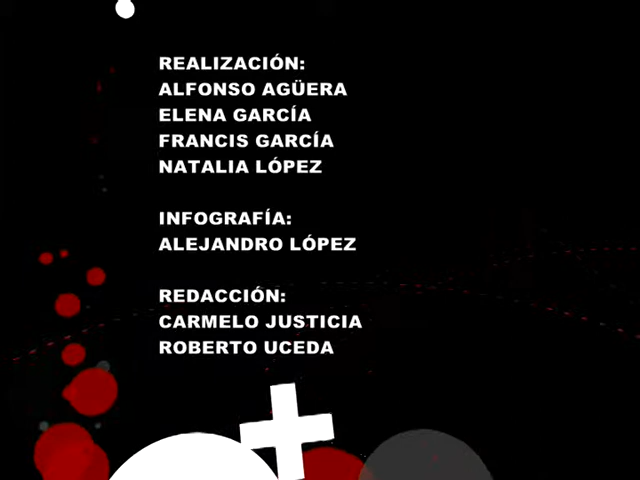 REALIZACIÓN:
ALFONSO AGÜERA
ELENA GARCÍA
FRANCIS GARCÍA
NATALIA LÓPEZ
INFOGRAFÍA:
ALEJANDRO LÓPEZ
REDACCIÓN:
CARMELO JUSTICIA
ROBERTO UCEDA